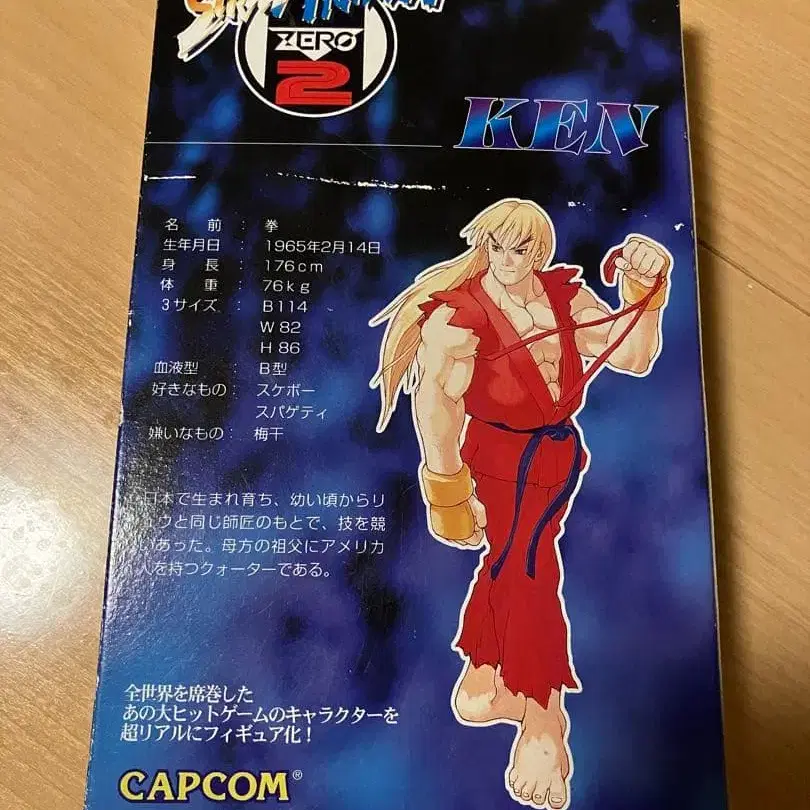 ZERO
2
KEN
名 前 : 拳
生年月日 : 1965年2月14日
身 長 : 176cm
体 重 : 76kg
3サイズ : B114
W 82
H 86
血液型 : B型
好きなもの : スケボー
スパゲティ
嫌いなもの : 梅干
日本で生まれ育ち、幼い頃からリ
ュウと同じ師匠のもとで、技を競
いあった。母方の祖父にアメリカ
人を持つクォーターである。
全世界を席巻した
あの大ヒットゲームのキャラクターを
超リアルにフィギュア化!
CAPCOM®